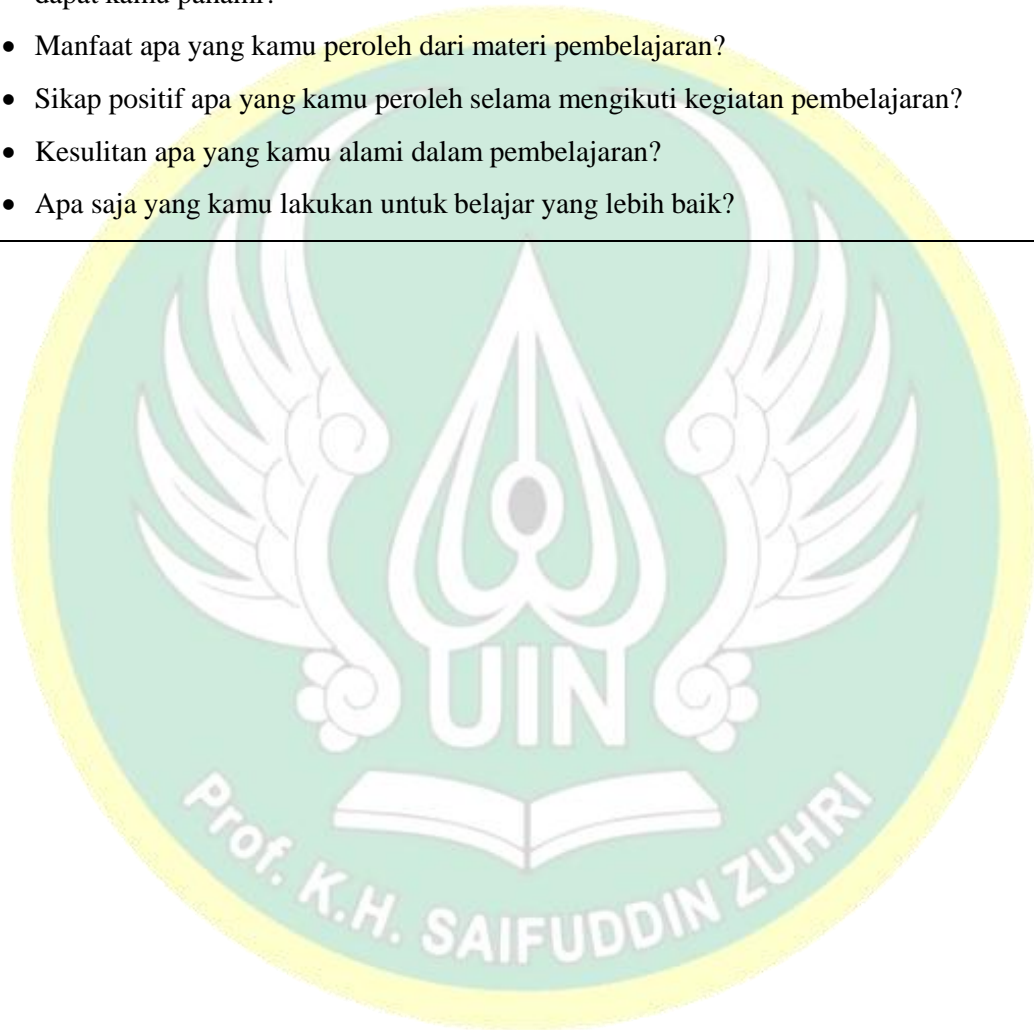 dapat kamu pahami?
• Manfaat apa yang kamu peroleh dari materi pembelajaran?
• Sikap positif apa yang kamu peroleh selama mengikuti kegiatan pembelajaran?
• Kesulitan apa yang kamu alami dalam pembelajaran?
• Apa saja yang kamu lakukan untuk belajar yang lebih baik?
UIN
Prof. K.H. SAIFUDDIN ZUHRI